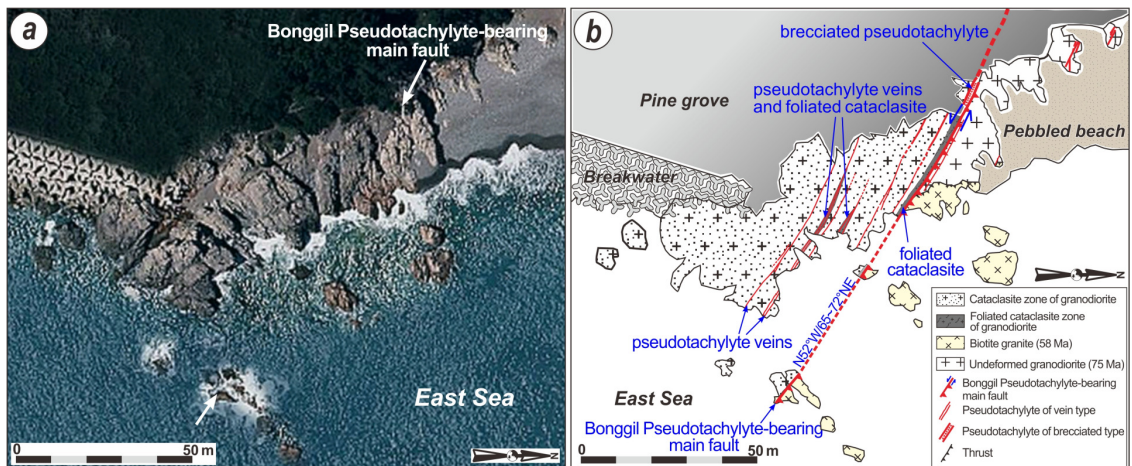 a
Bonggil Pseudotachylyte-bearing
main fault
East Sea
0
50 m
N
b
brecciated pseudotachylyte
pseudotachylyte veins
and foliated cataclasite
Pine grove
Pebbled beach
Breakwater
foliated
cataclasite
N
N52°W/65~72°NE
pseudotachylyte veins
East Sea
Bonggil Pseudotachylyte-bearing
main fault
0
50 m
Cataclasite zone of granodiorite
Foliated cataclasite zone
of granodiorite
Biotite granite (58 Ma)
Undeformed granodiorite (75 Ma)
Bonggil Pseudotachylyte-bearing
main fault
Pseudotachylyte of vein type
Pseudotachylyte of brecciated type
Thrust